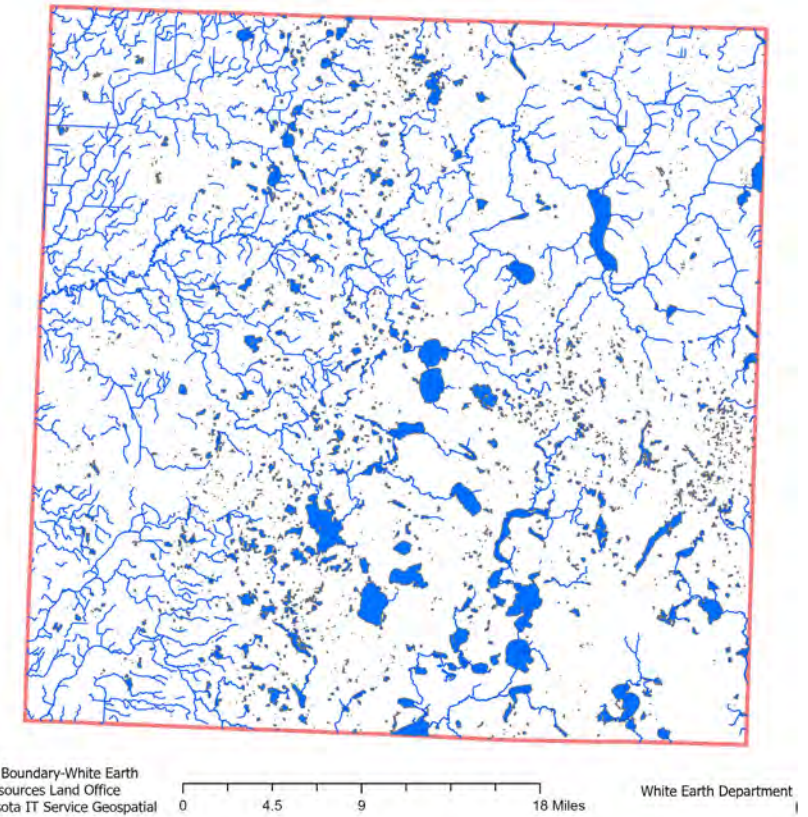 Boundary-White Earth
sources Land Office
ota IT Service Geospatial
0 4.5 9 18 Miles
White Earth Department